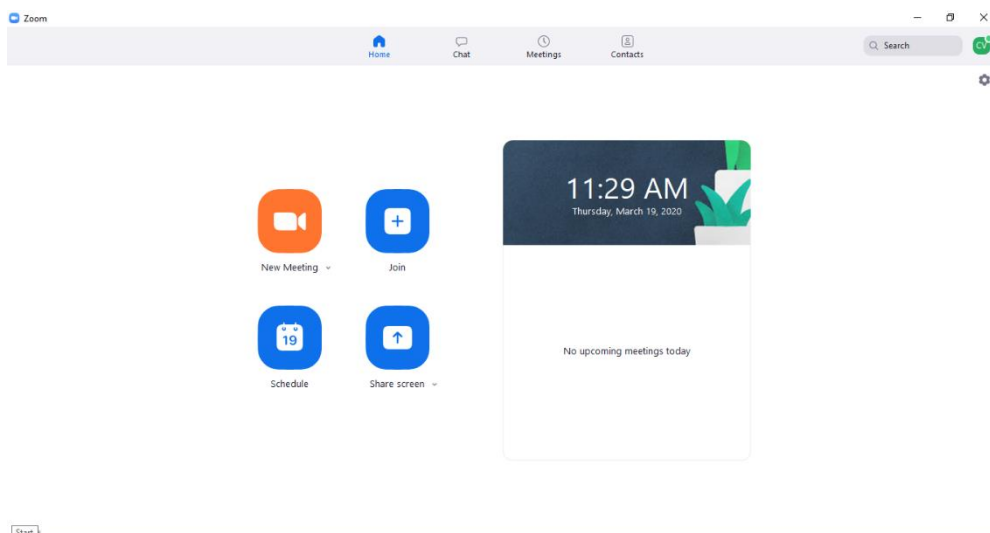 Zoom
Home Chat Meetings Contacts
Search
CV
11:29 AM
Thursday, March 19, 2020
New Meeting
Join
19
Schedule
Share screen
No upcoming meetings today
Start